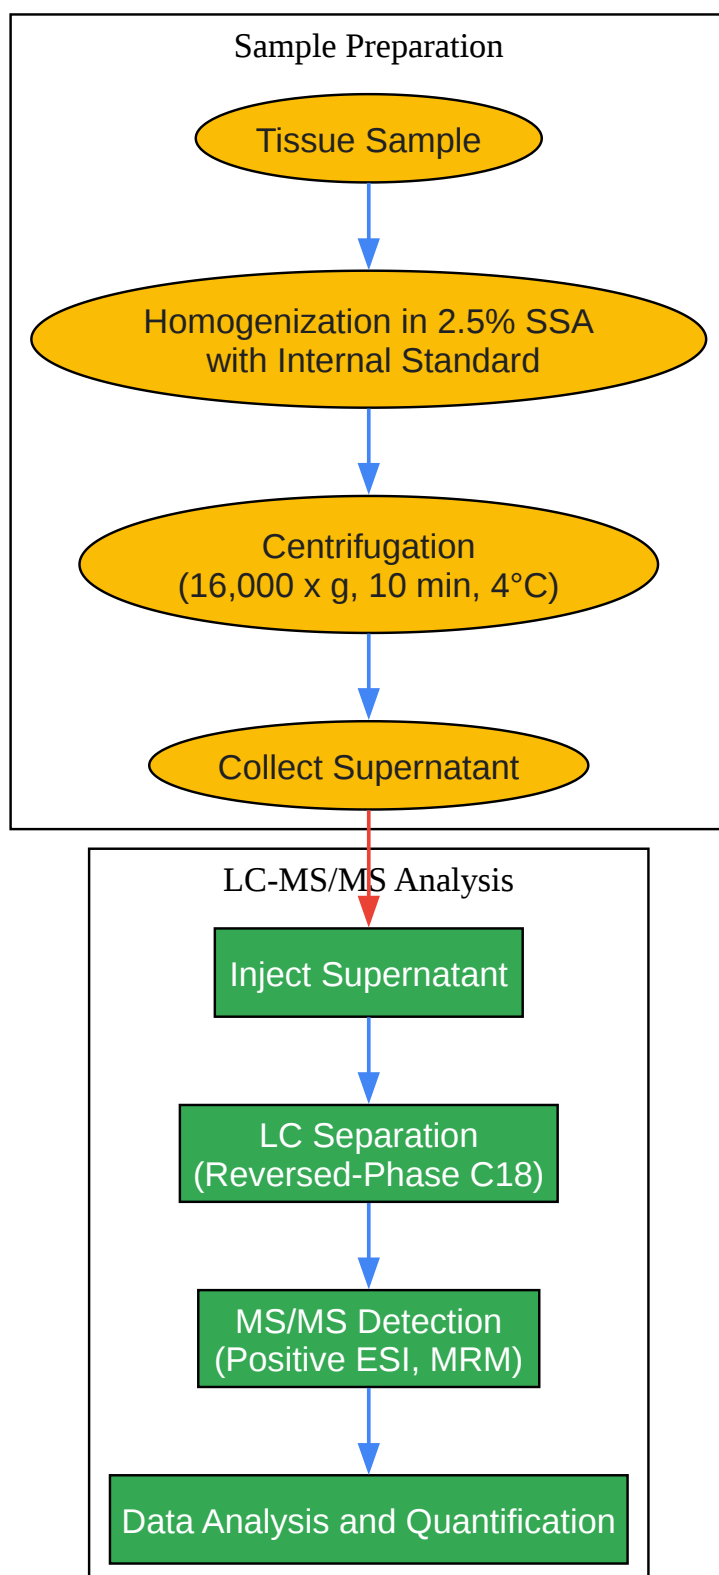 Sample Preparation
Tissue Sample
Homogenization in 2.5% SSA
with Internal Standard
Centrifugation
(16,000 x g, 10 min, 4°C)
Collect Supernatant
LC-MS/MS Analysis
Inject Supernatant
LC Separation
(Reversed-Phase C18)
MS/MS Detection
(Positive ESI, MRM)
Data Analysis and Quantification